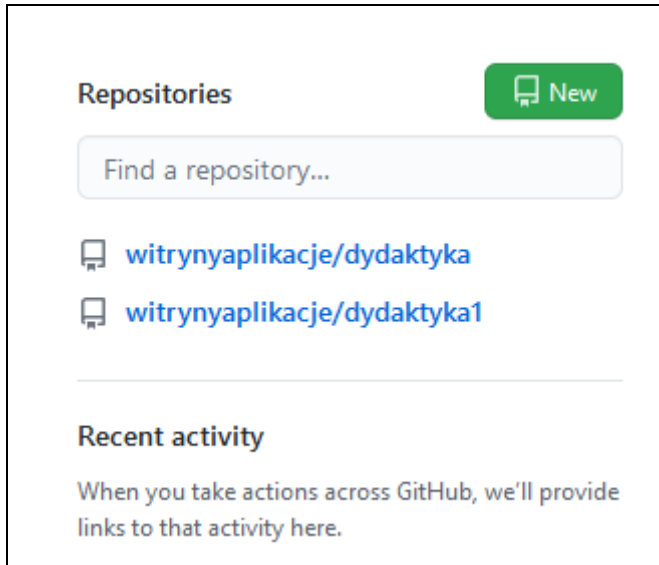 Repositories
New
Find a repository...
witrynyaplikacje/dydaktyka
witrynyaplikacje/dydaktyka1
Recent activity
When you take actions across GitHub, we'll provide
links to that activity here.